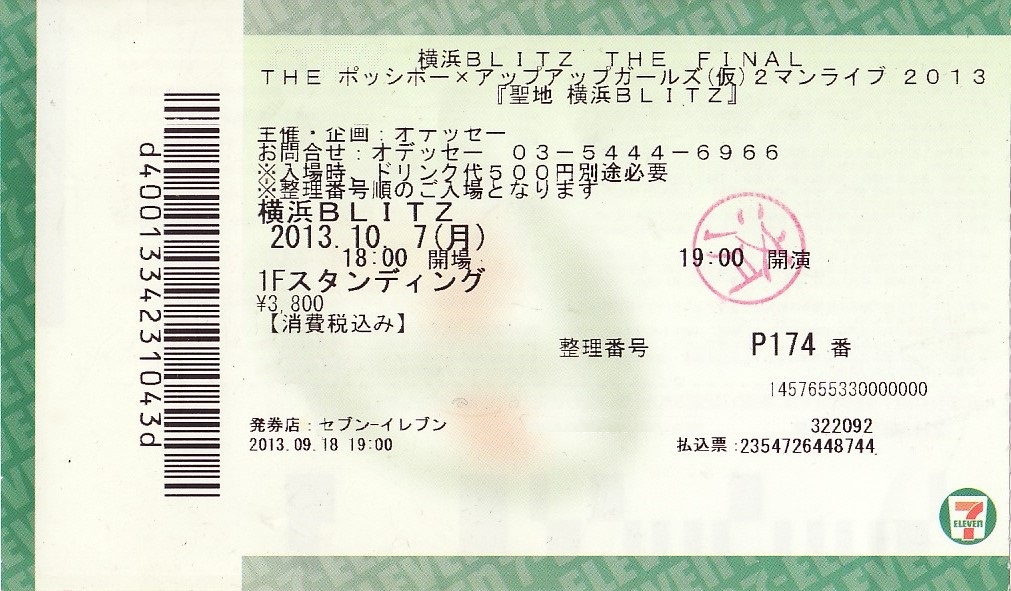 横浜BLITZ THE FINAL
THE ポッシボー×アップアップガールズ(仮)2マンライブ 2013
『聖地 横浜BLITZ』
主催・企画:オデッセー
お問合せ:オデッセー 03-5444-6966
※入場時、ドリンク代500円別途必要
※整理番号順のご入場となります
横浜BLITZ
2013.10. 7(月)
18:00 開場 19:00 開演
1Fスタンディング
¥3,800
【消費税込み】
整理番号 P174 番
1457655330000000
発券店:セブン-イレブン 322092
2013.09.18 19:00 払込票:2354726448744
d4001334231043d
7
ELEVEN